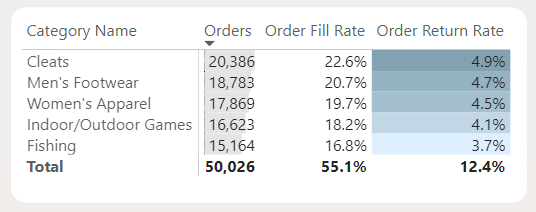 Category Name Orders Order Fill Rate Order Return Rate
Cleats 20,386 22.6% 4.9%
Men's Footwear 18,783 20.7% 4.7%
Women's Apparel 17,869 19.7% 4.5%
Indoor/Outdoor Games 16,623 18.2% 4.1%
Fishing 15,164 16.8% 3.7%
Total 50,026 55.1% 12.4%